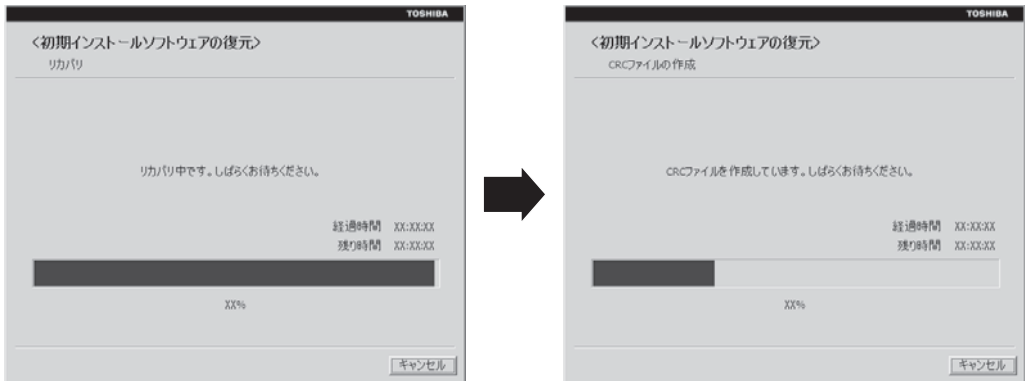 TOSHIBA
<初期インストールソフトウェアの復元>
リカバリ
リカバリ中です。しばらくお待ちください。
経過時間 XX:XX:XX
残り時間 XX:XX:XX
XX%
キャンセル
TOSHIBA
<初期インストールソフトウェアの復元>
CRCファイルの作成
CRCファイルを作成しています。しばらくお待ちください。
経過時間 XX:XX:XX
残り時間 XX:XX:XX
XX%
キャンセル